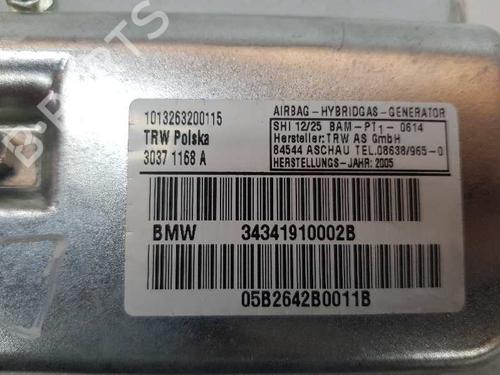 B-PARTS
1013263200115
TRW Polska
3037 1168 A
AIRBAG-HYBRIDGAS-GENERATOR
SHI 12/25 BAM-PT1-0614
Hersteller: TRW AS GmbH
84544 ASCHAU TEL.08638/965-0
HERSTELLUNGS-JAHR: 2005
BMW 34341910002B
05B2642B0011B